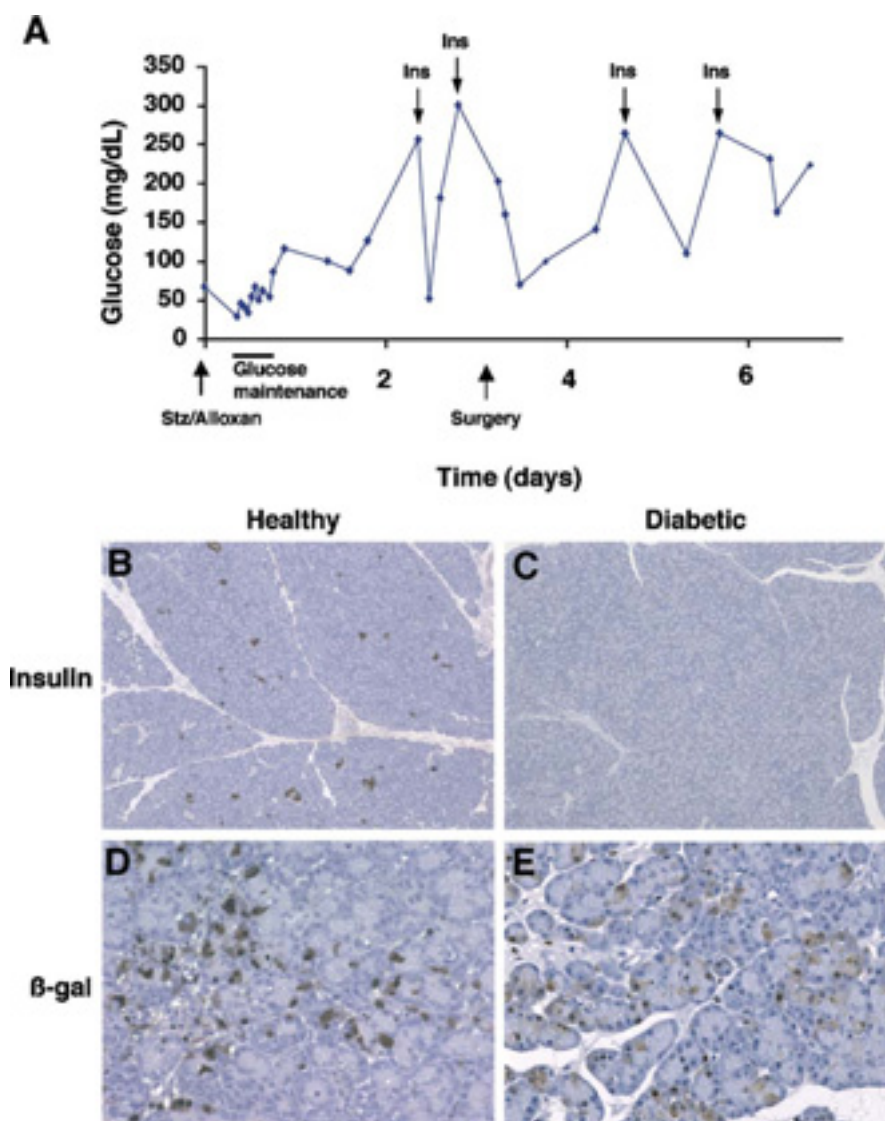 A
Ins
Ins
Ins
Ins
350
300
250
200
150
100
50
0
Glucose (mg/dL)
2
4
6
Glucose
maintenance
Stz/Alloxan
Surgery
Time (days)
Healthy
Diabetic
B
C
Insulin
D
E
ß-gal